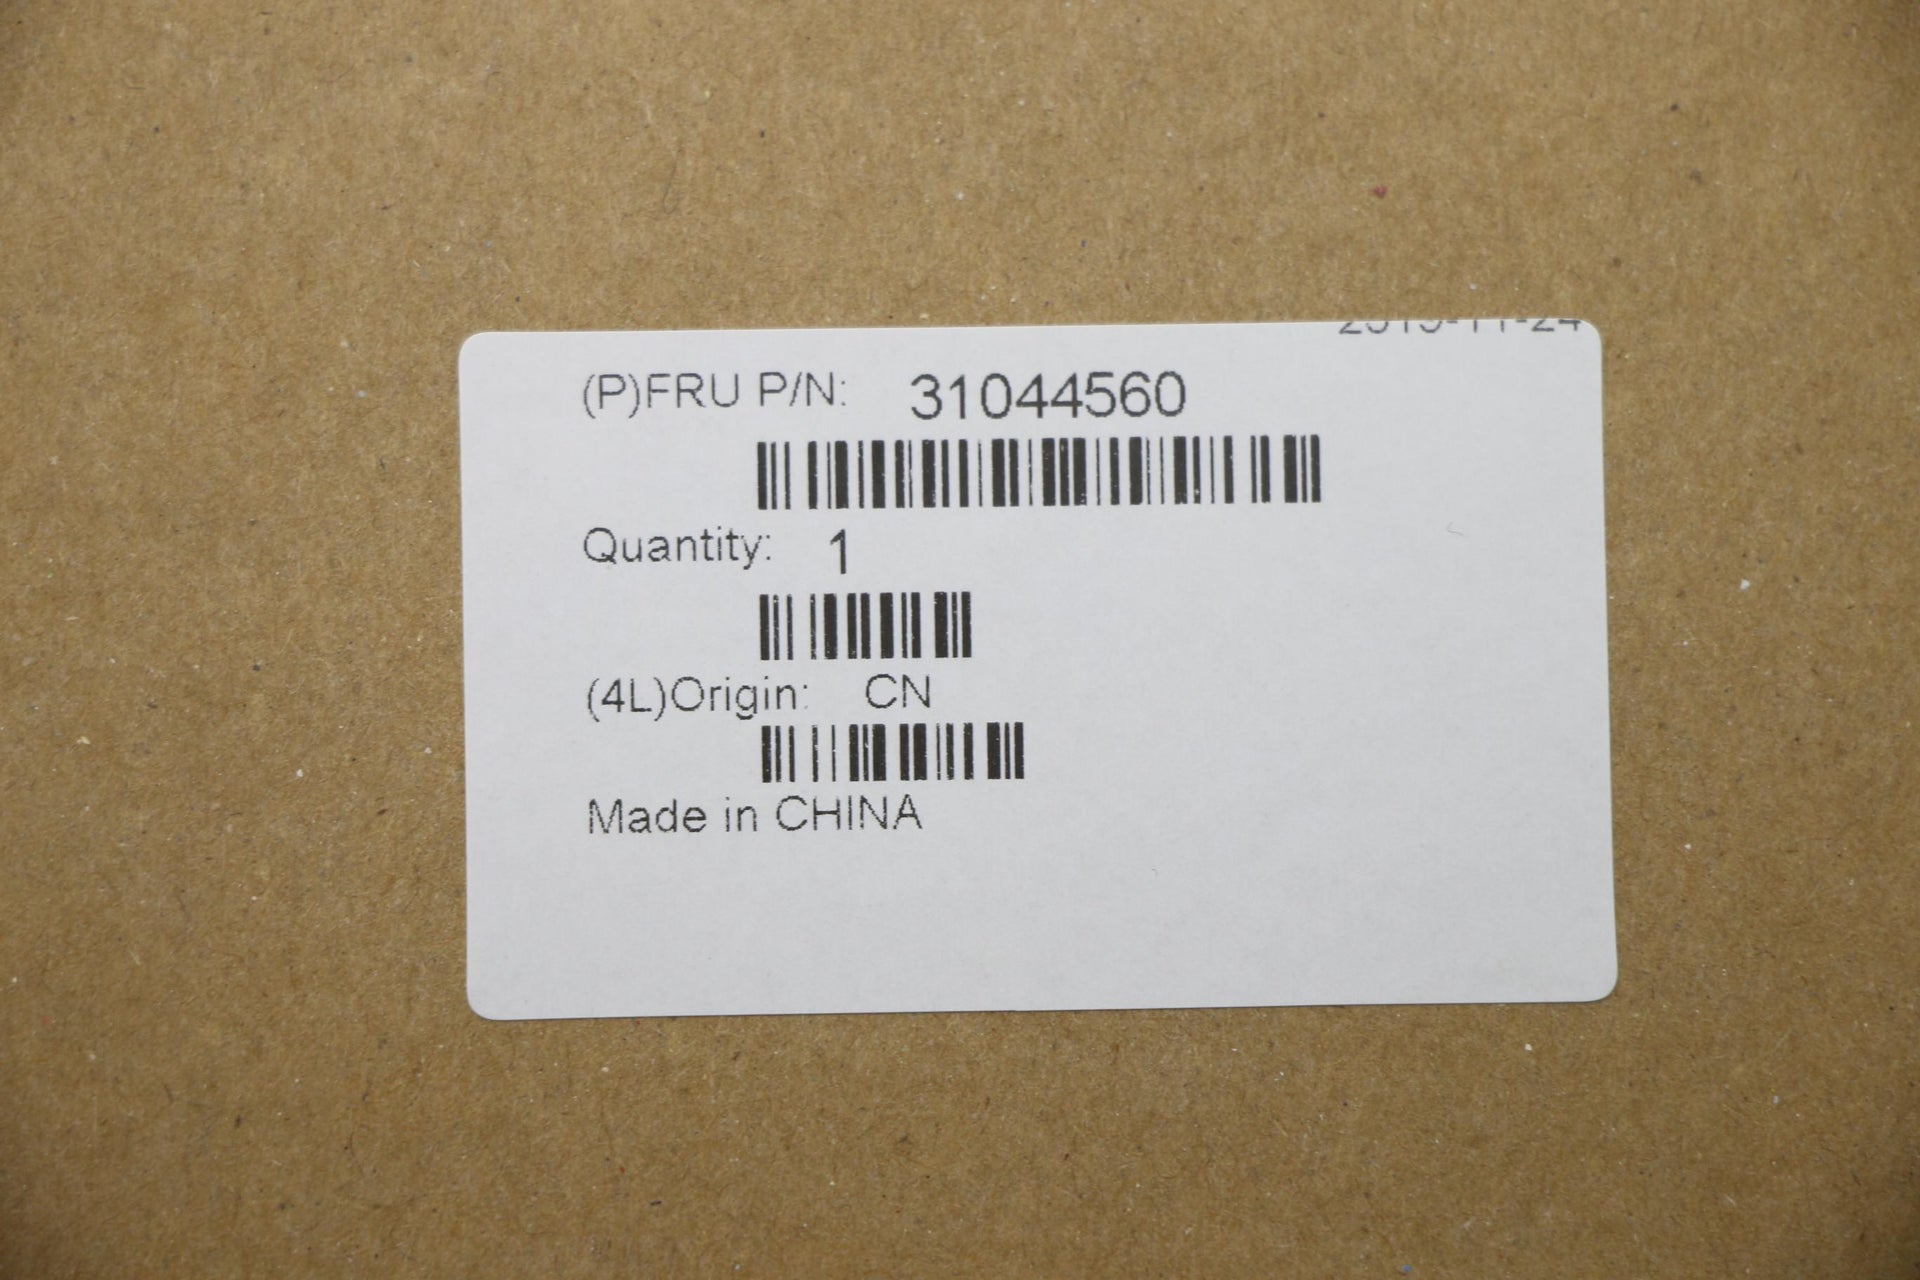 (P)FRU P/N: 31044560
Quantity: 1
(4L)Origin: CN
Made in CHINA